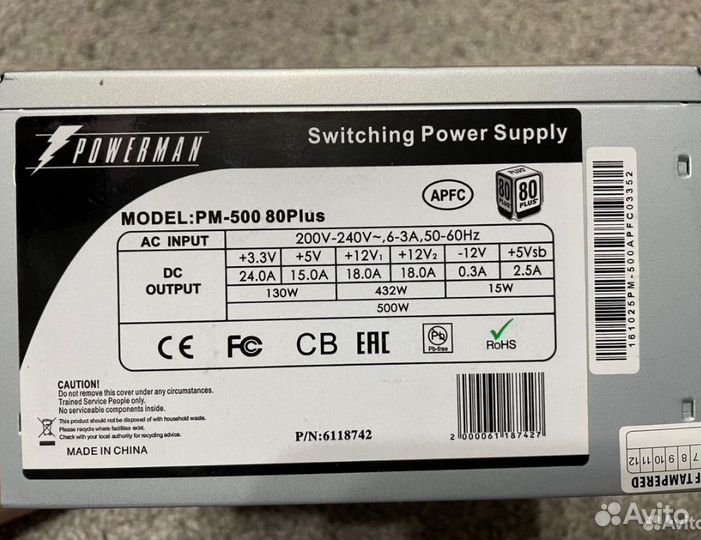 POWERMAN
Switching Power Supply
APFC
80 PLUS 80 PLUS
MODEL:PM-500 80Plus
AC INPUT 200V-240V~,6-3A,50-60Hz
DC OUTPUT +3.3V +5V +12V₁ +12V₂ -12V +5Vsb
24.0A 15.0A 18.0A 18.0A 0.3A 2.5A
130W 432W 15W
500W
CE FC CB EAC Pb Pb-free RoHS
CAUTION!
Do not remove this cover under any circumstances.
Trained Service People only.
No serviceable components inside.
This product should not be disposed of with household waste.
Please recycle where facilities exist.
Check with your local authority for recycling advice.
MADE IN CHINA
P/N:6118742
2 000061 187427
161025PM-500APFC03352
7 8 9 10 11 12
F TAMPERED
Avito